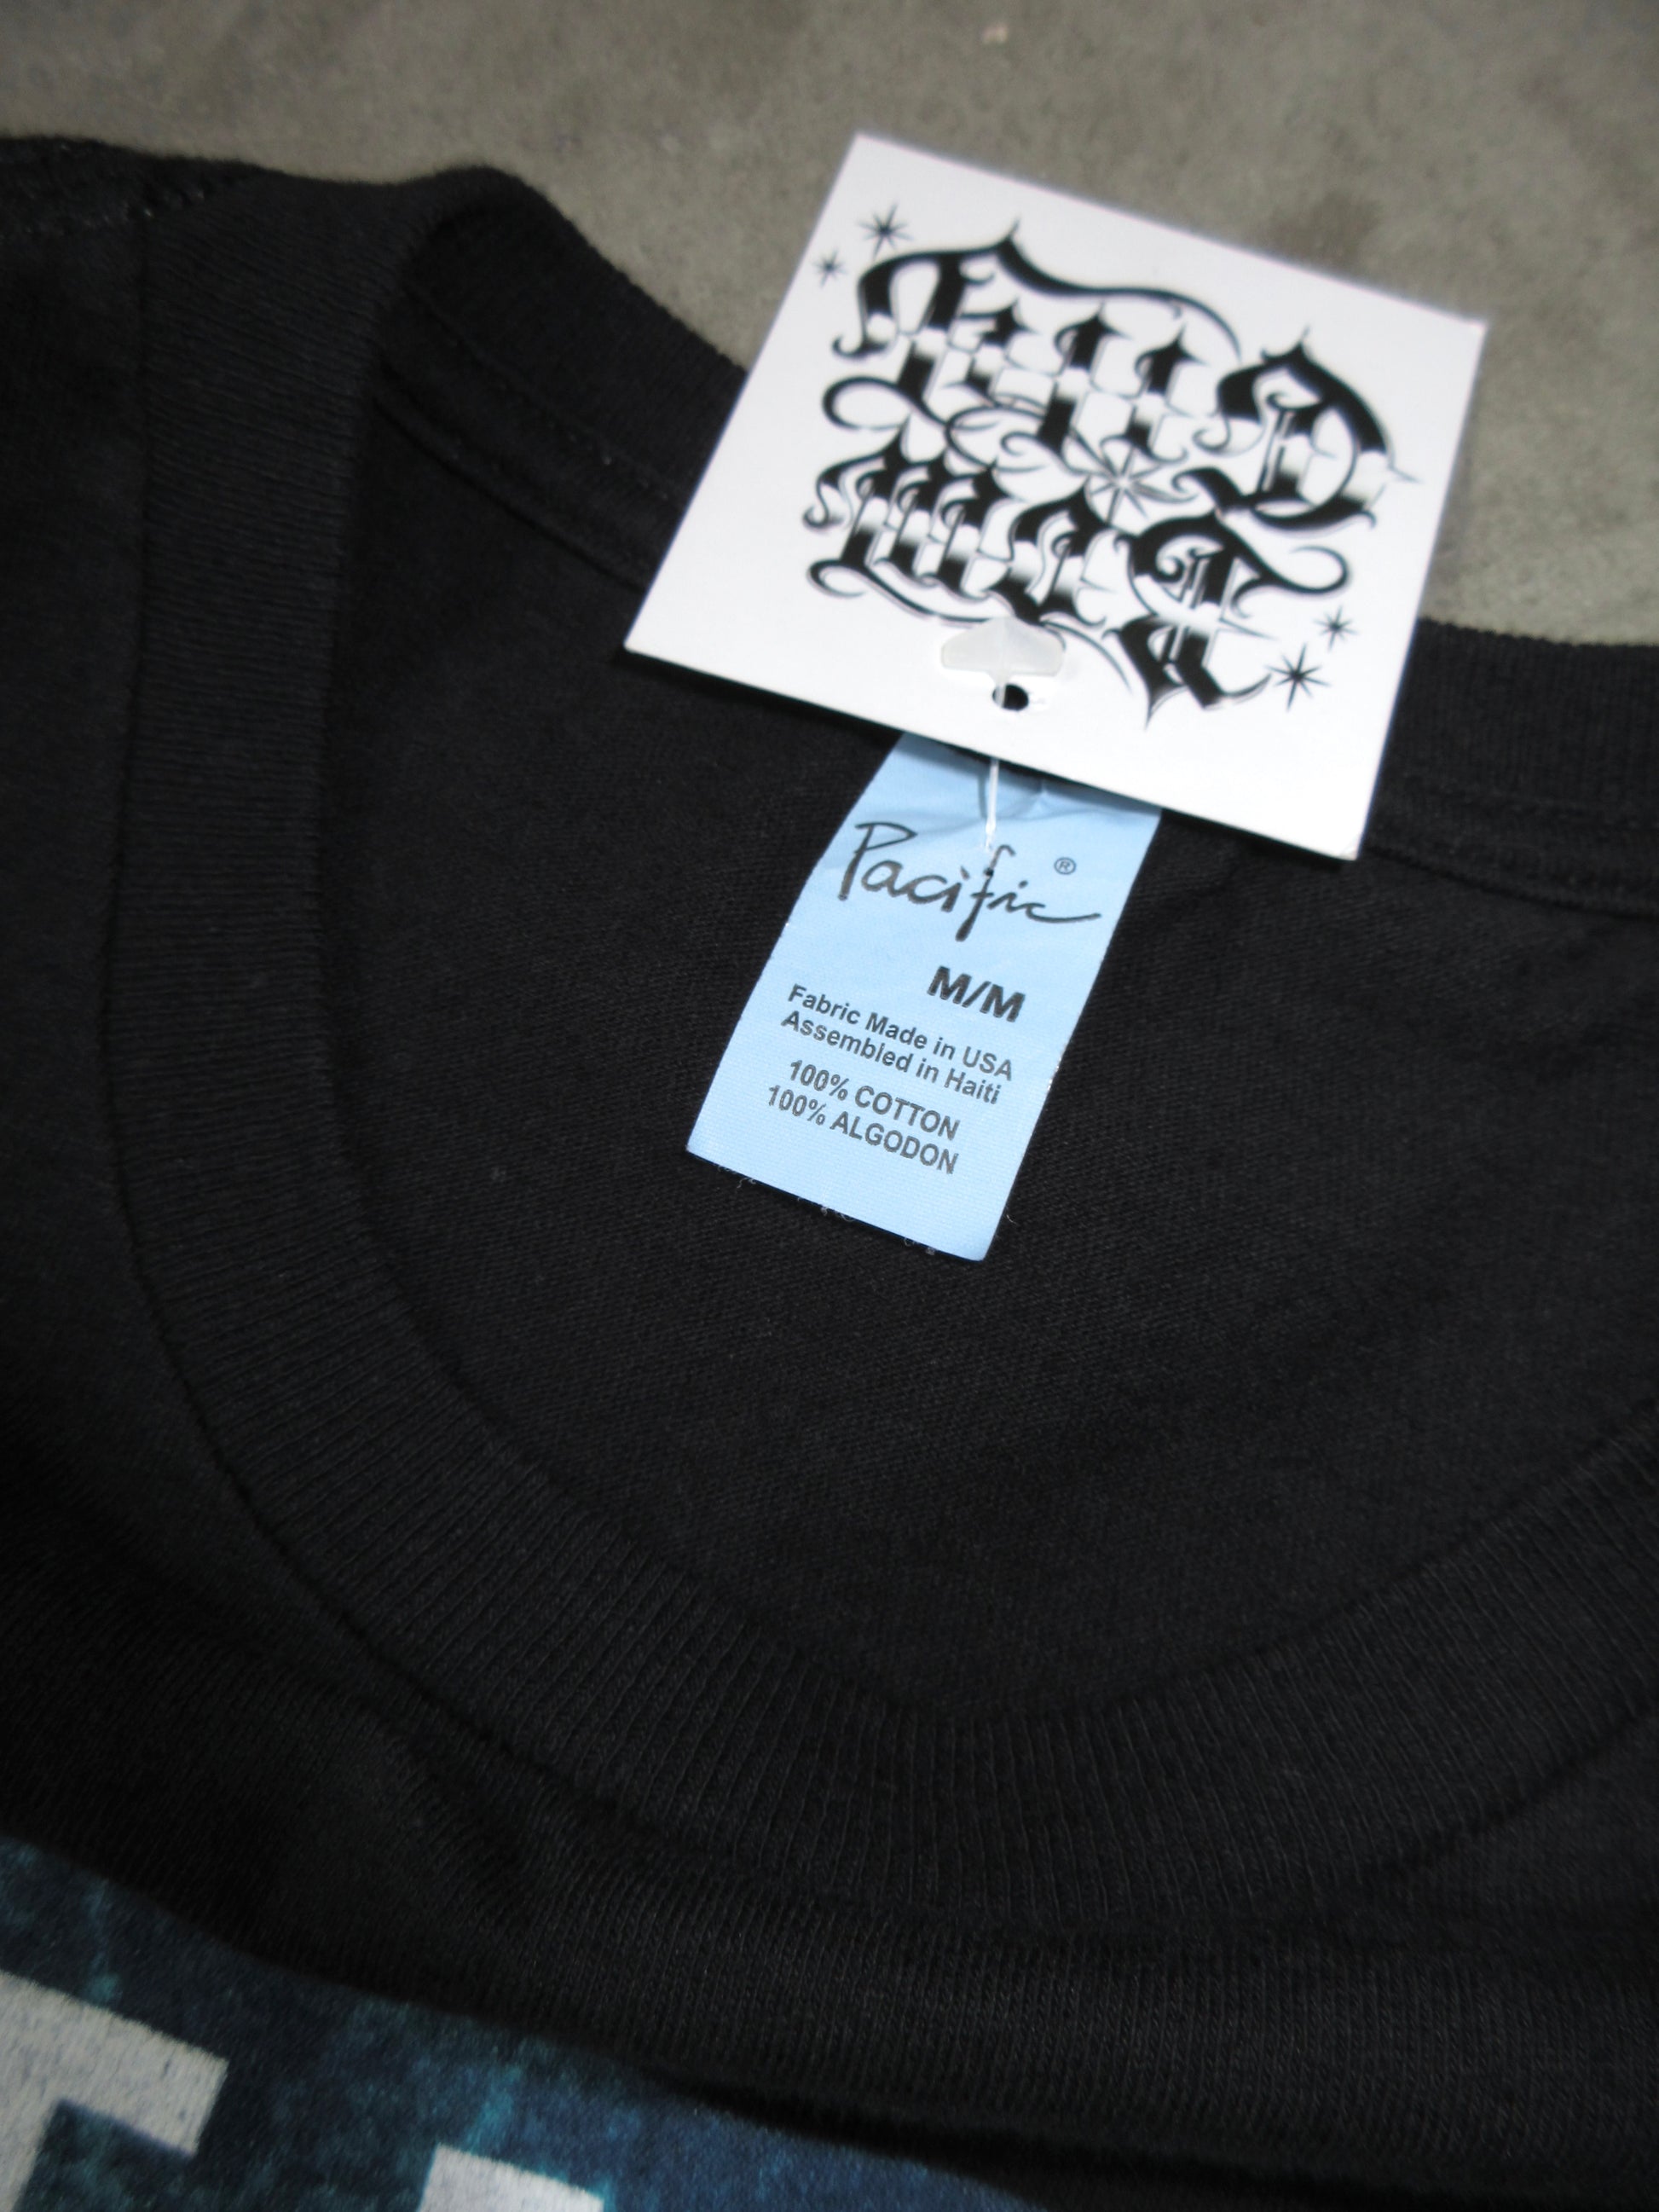 Pacific ®
M/M
Fabric Made in USA
Assembled in Haiti
100% COTTON
100% ALGODON